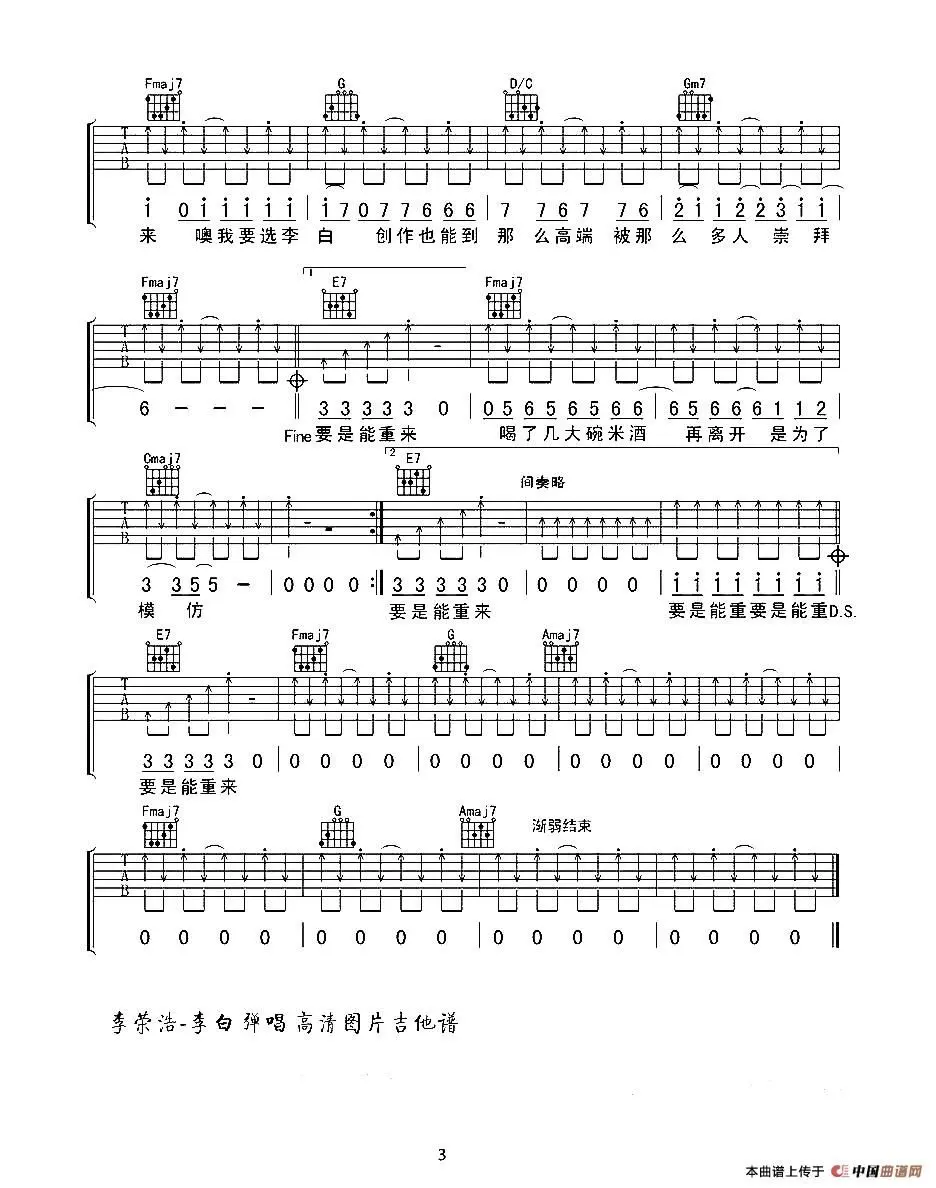 Fmaj7 G D/C Gm7
T A B
i 0 i i i i i | i 7 0 7 7 6 6 6 | 7 7 6 7 7 6 | 2 i 2 2 3 i i
来 噢我要选李 白 创作也能到 那 么高端 被那 么 多人 崇 拜
1
Fmaj7 E7 Fmaj7
T A B
6 - - - || 3 3 3 3 3 0 | 0 5 6 5 6 5 6 6 | 6 5 6 6 6 1 1 2
Fine 要是能重来 喝了几大碗米酒 再离开 是为了
2
Cmaj7 E7 间奏略
T A B
3 3 5 5 - | 0 0 0 0 :| 3 3 3 3 3 0 | 0 0 0 0 | i i i i i i i
模 仿 要是能重来 要是能重要是能重D.S.
E7 Fmaj7 G Amaj7
T A B
3 3 3 3 3 0 | 0 0 0 0 | 0 0 0 0 | 0 0 0 0 | 0 0 0 0
要是能重来
Fmaj7 G Amaj7 渐弱结束
T A B
0 0 0 0 | 0 0 0 0 | 0 0 0 0 | 0 0 0 0
李荣浩-李白 弹唱 高清图片吉他谱
3
本曲谱上传于 中国曲谱网